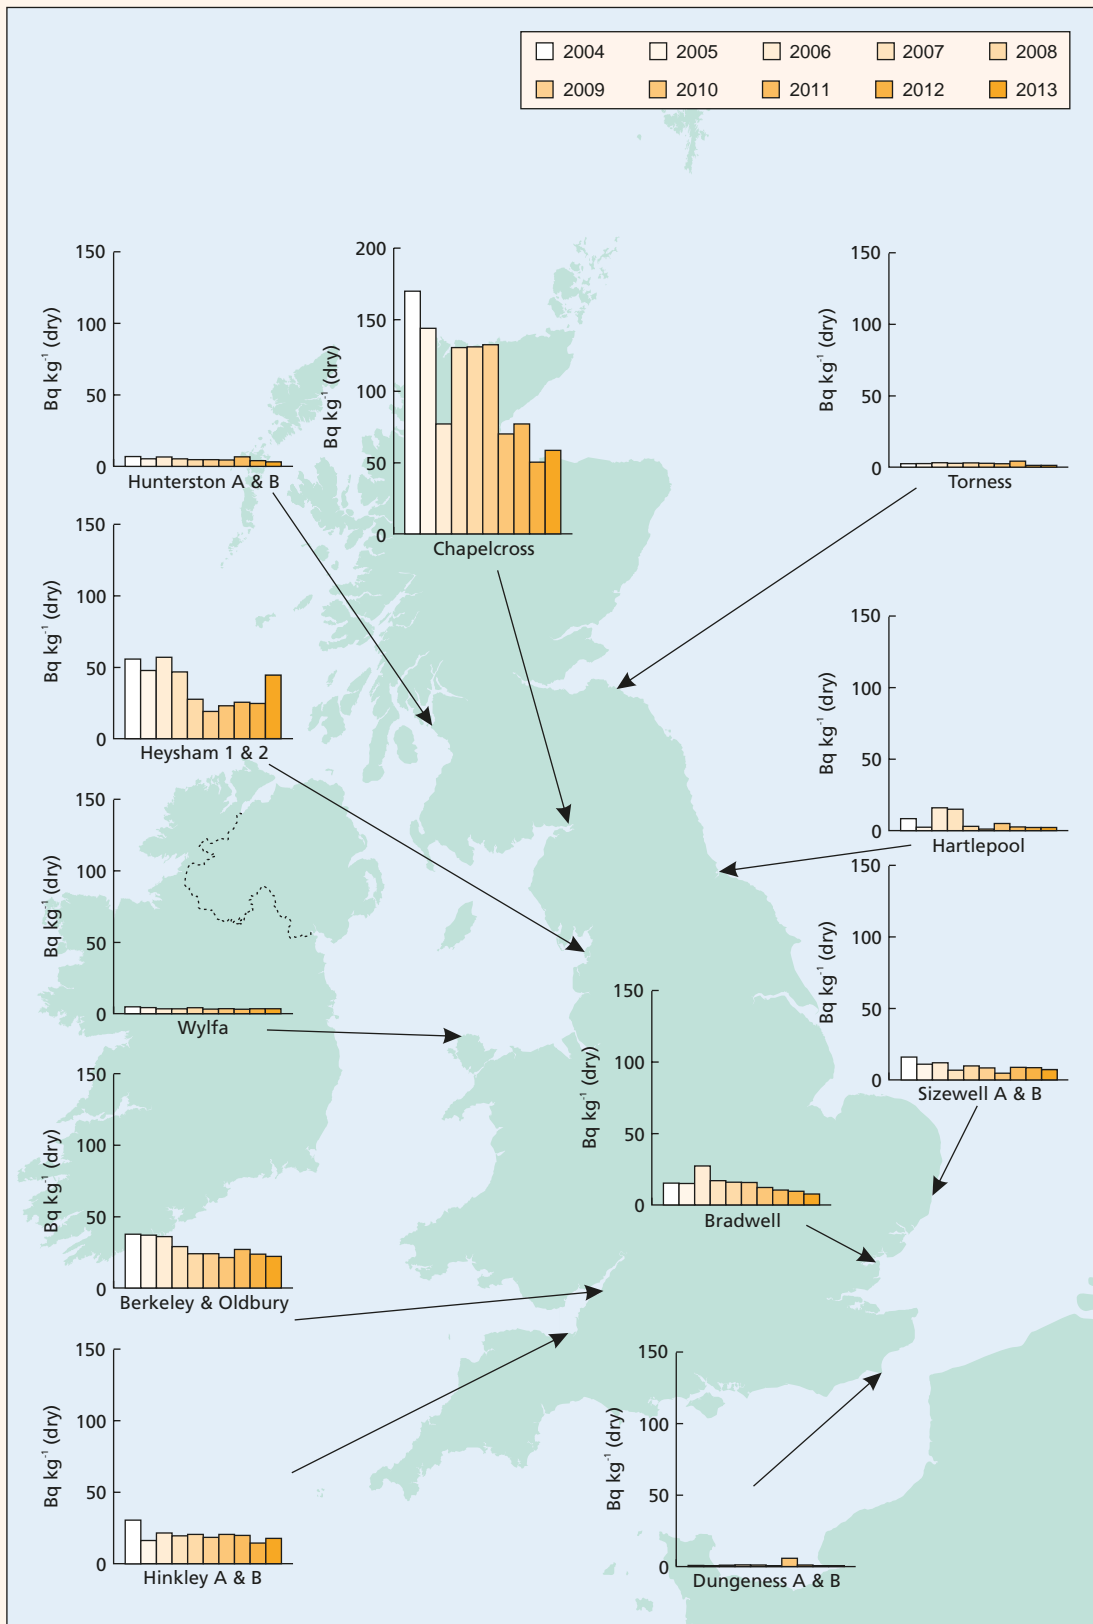 2004 2005 2006 2007 2008
2009 2010 2011 2012 2013
150
100
50
0
Bq kg⁻¹ (dry)
Hunterston A & B
200
150
100
50
0
Bq kg⁻¹ (dry)
Chapelcross
150
100
50
0
Bq kg⁻¹ (dry)
Torness
150
100
50
0
Bq kg⁻¹ (dry)
Heysham 1 & 2
150
100
50
0
Bq kg⁻¹ (dry)
Hartlepool
150
100
50
0
Bq kg⁻¹ (dry)
Wylfa
150
100
50
0
Bq kg⁻¹ (dry)
Sizewell A & B
150
100
50
0
Bq kg⁻¹ (dry)
Bradwell
150
100
50
0
Bq kg⁻¹ (dry)
Berkeley & Oldbury
150
100
50
0
Bq kg⁻¹ (dry)
Hinkley A & B
150
100
50
0
Bq kg⁻¹ (dry)
Dungeness A & B